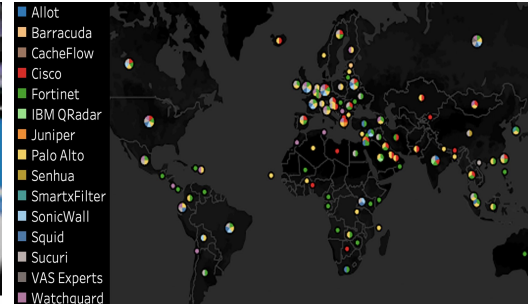 Allot
Barracuda
CacheFlow
Cisco
Fortinet
IBM QRadar
Juniper
Palo Alto
Senhua
SmartxFilter
SonicWall
Squid
Sucuri
VAS Experts
Watchguard